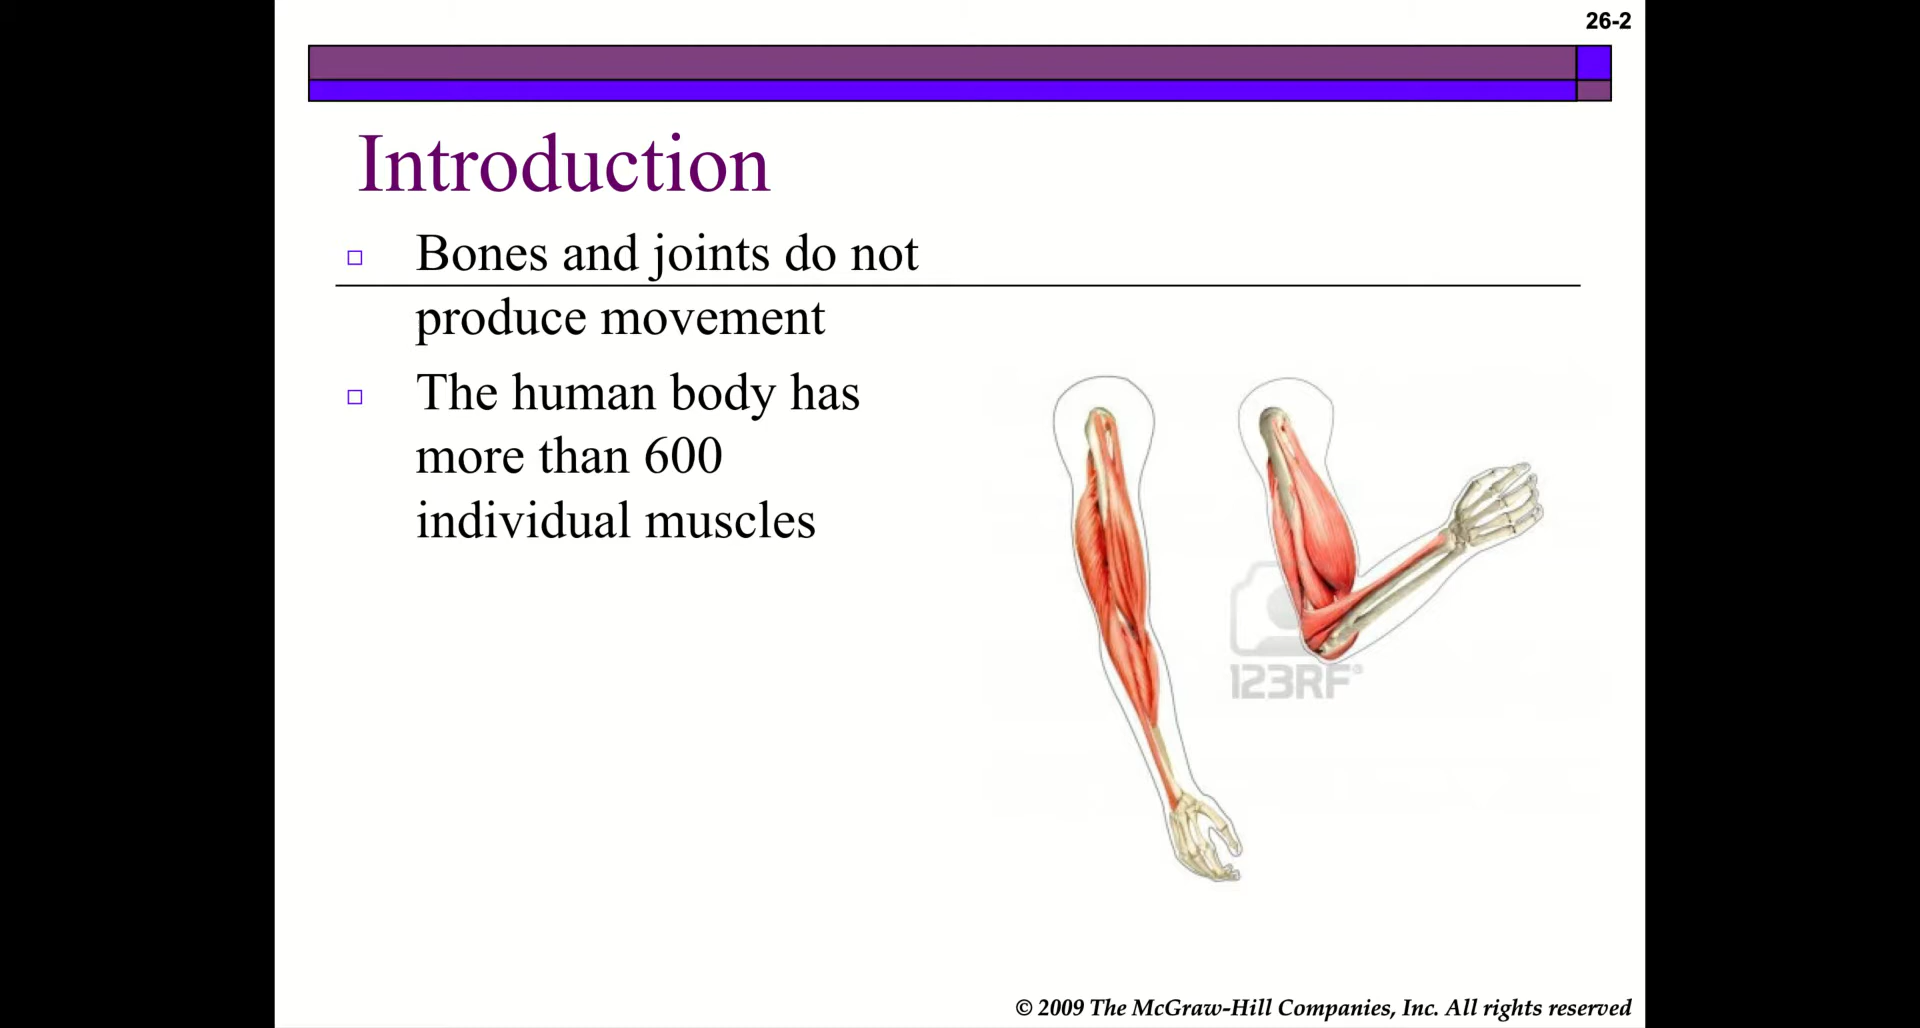 26-2
Introduction
Bones and joints do not
produce movement
The human body has
more than 600
individual muscles
123RF®
© 2009 The McGraw-Hill Companies, Inc. All rights reserved